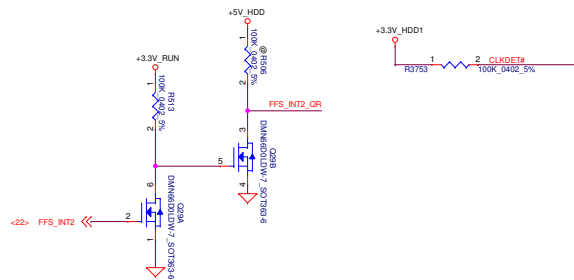 +5V_HDD
1
100K_0402_5%
@R506
2
+3.3V_RUN
1
100K_0402_5%
R513
2
FFS_INT2_QR
3
5
Q29B
DMN66D0LDW-7_SOT363-6
4
6
<22> FFS_INT2
2
Q29A
DMN66D0LDW-7_SOT363-6
1
+3.3V_HDD1
1
2
CLKDET#
R3753
100K_0402_5%